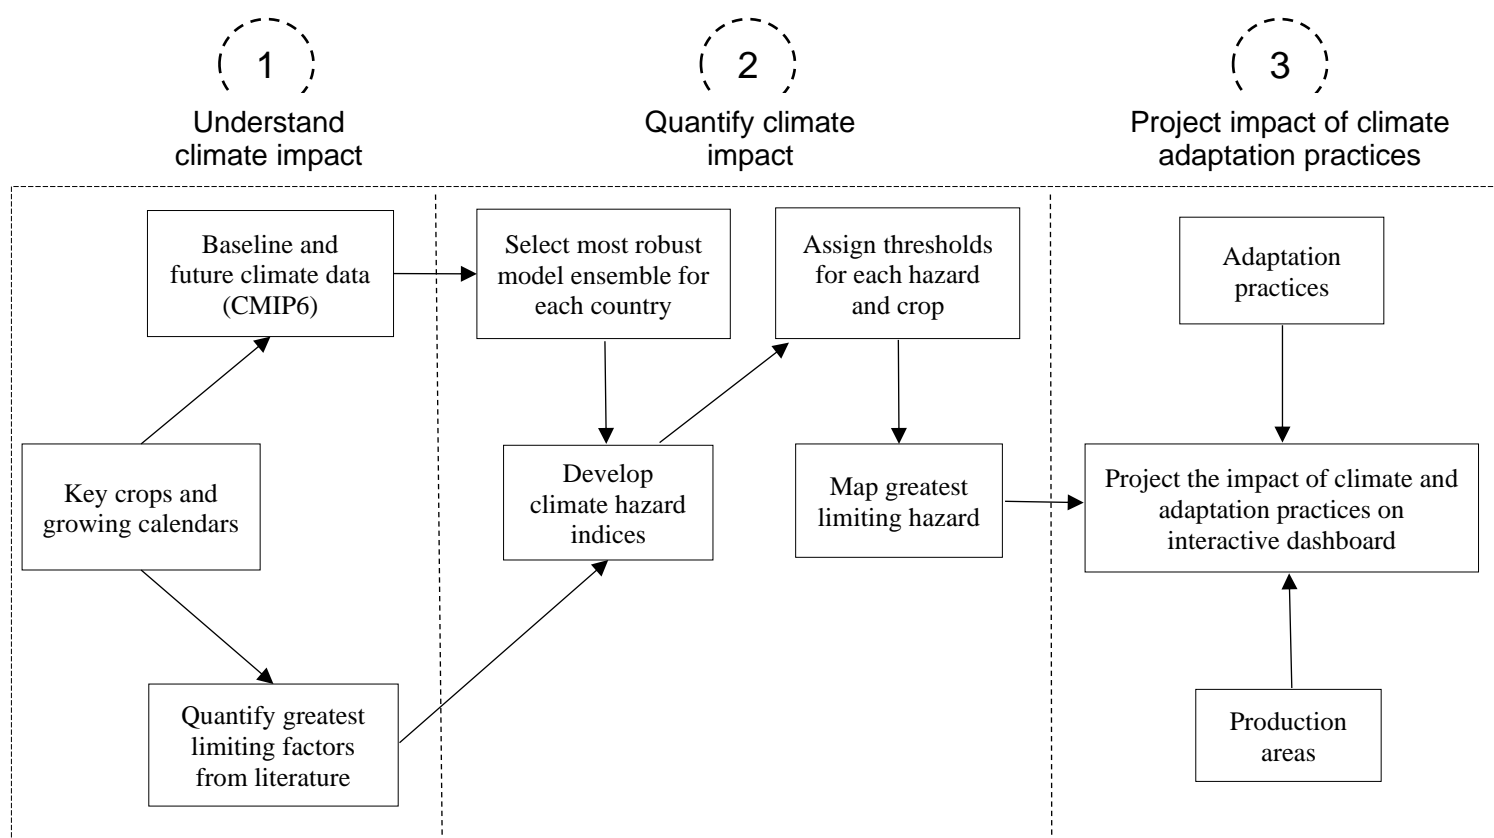 1
Understand
climate impact
2
Quantify climate
impact
3
Project impact of climate
adaptation practices
Baseline and
future climate data
(CMIP6)
Key crops and
growing calendars
Quantify greatest
limiting factors
from literature
Select most robust
model ensemble for
each country
Develop
climate hazard
indices
Assign thresholds
for each hazard
and crop
Map greatest
limiting hazard
Adaptation
practices
Project the impact of climate and
adaptation practices on
interactive dashboard
Production
areas